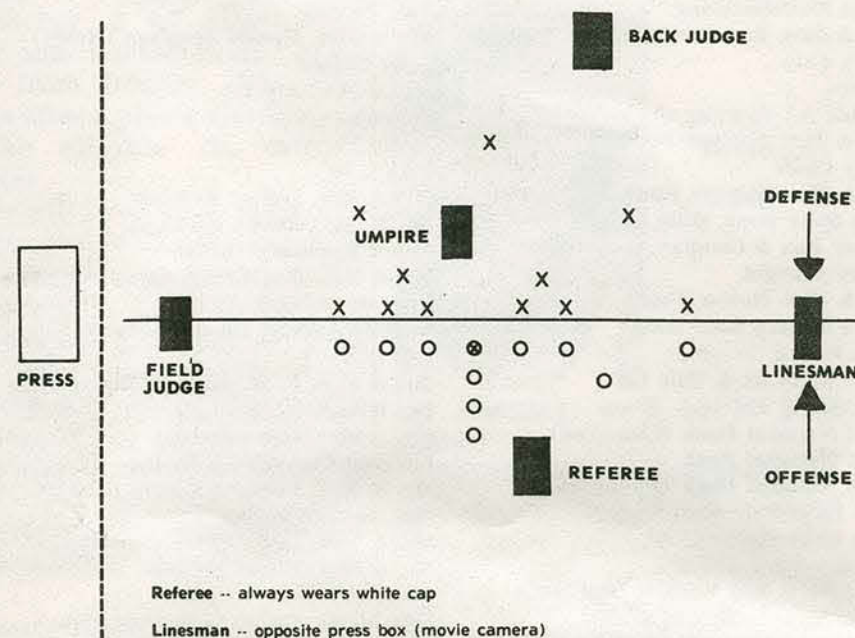 BACK JUDGE
X
DEFENSE
X X
UMPIRE
X X
X X X X X X
O O O ⊗ O O O
PRESS
FIELD
JUDGE
LINESMAN
O O
O
O
REFEREE
OFFENSE
Referee -- always wears white cap
Linesman -- opposite press box (movie camera)